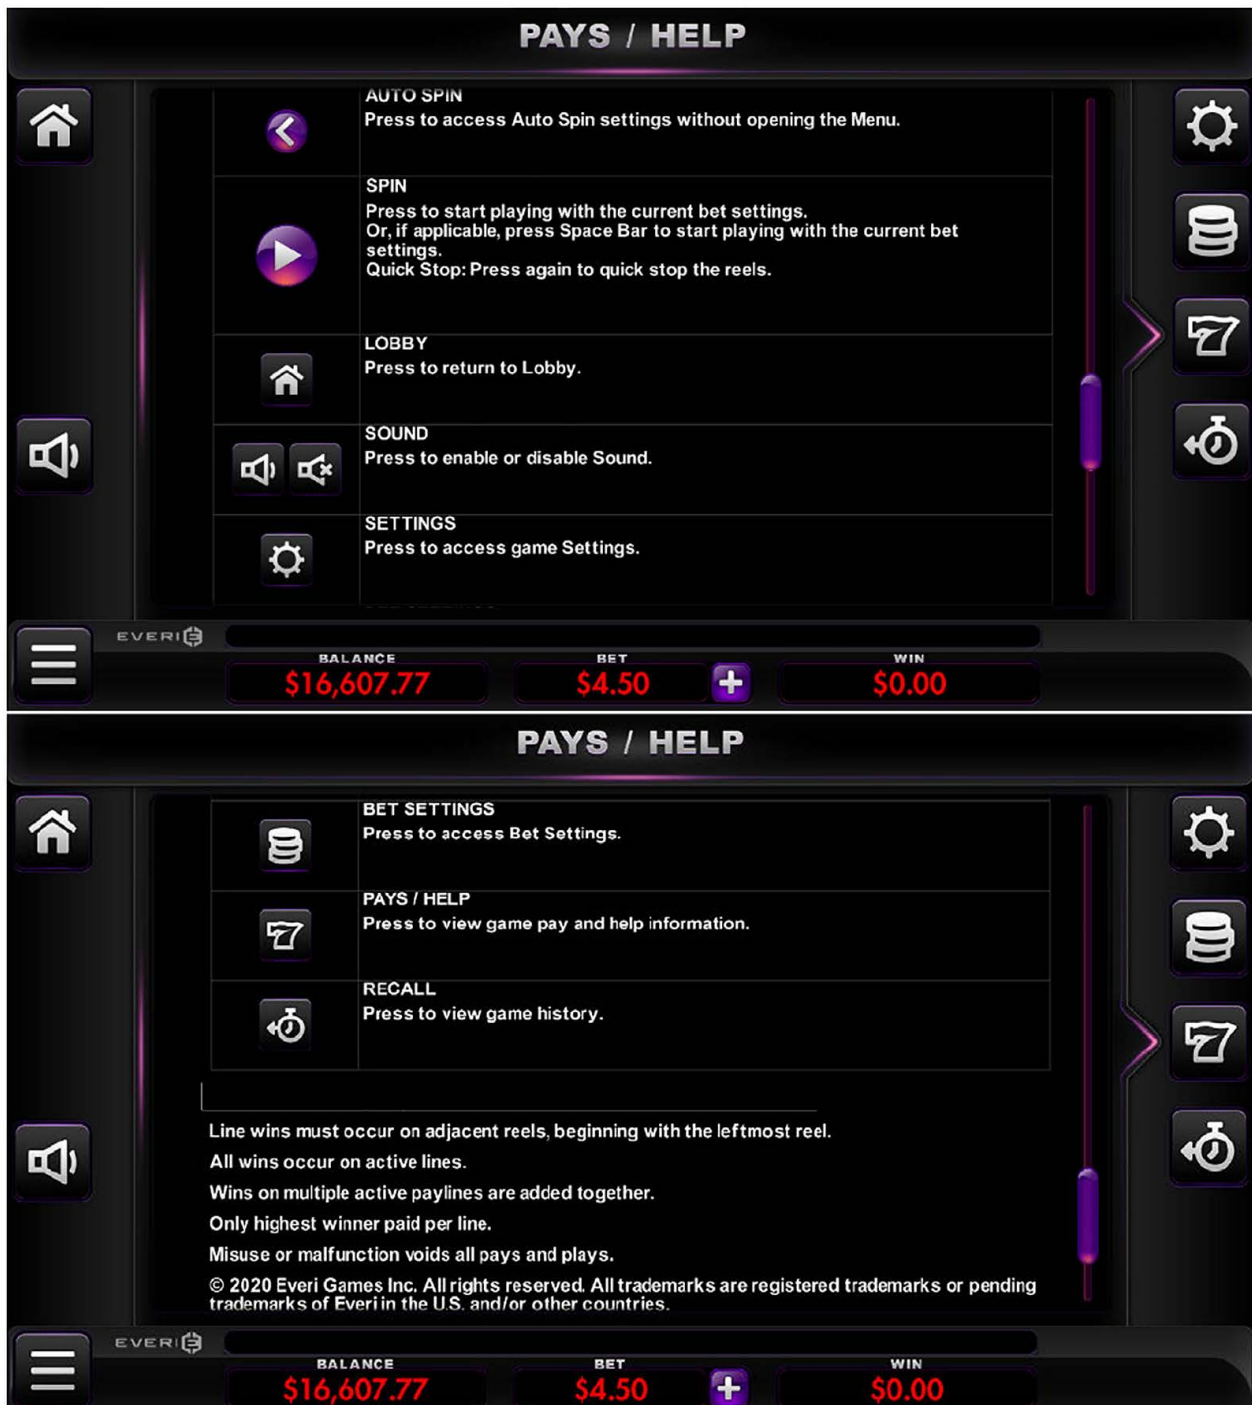 PAYS / HELP
AUTO SPIN
Press to access Auto Spin settings without opening the Menu.
SPIN
Press to start playing with the current bet settings.
Or, if applicable, press Space Bar to start playing with the current bet
settings.
Quick Stop: Press again to quick stop the reels.
LOBBY
Press to return to Lobby.
SOUND
Press to enable or disable Sound.
SETTINGS
Press to access game Settings.
EVERI
BALANCE BET WIN
$16,607.77 $4.50 $0.00
PAYS / HELP
BET SETTINGS
Press to access Bet Settings.
PAYS / HELP
Press to view game pay and help information.
RECALL
Press to view game history.
Line wins must occur on adjacent reels, beginning with the leftmost reel.
All wins occur on active lines.
Wins on multiple active paylines are added together.
Only highest winner paid per line.
Misuse or malfunction voids all pays and plays.
© 2020 Everi Games Inc. All rights reserved. All trademarks are registered trademarks or pending
trademarks of Everi in the U.S. and/or other countries.
EVERI
BALANCE BET WIN
$16,607.77 $4.50 $0.00